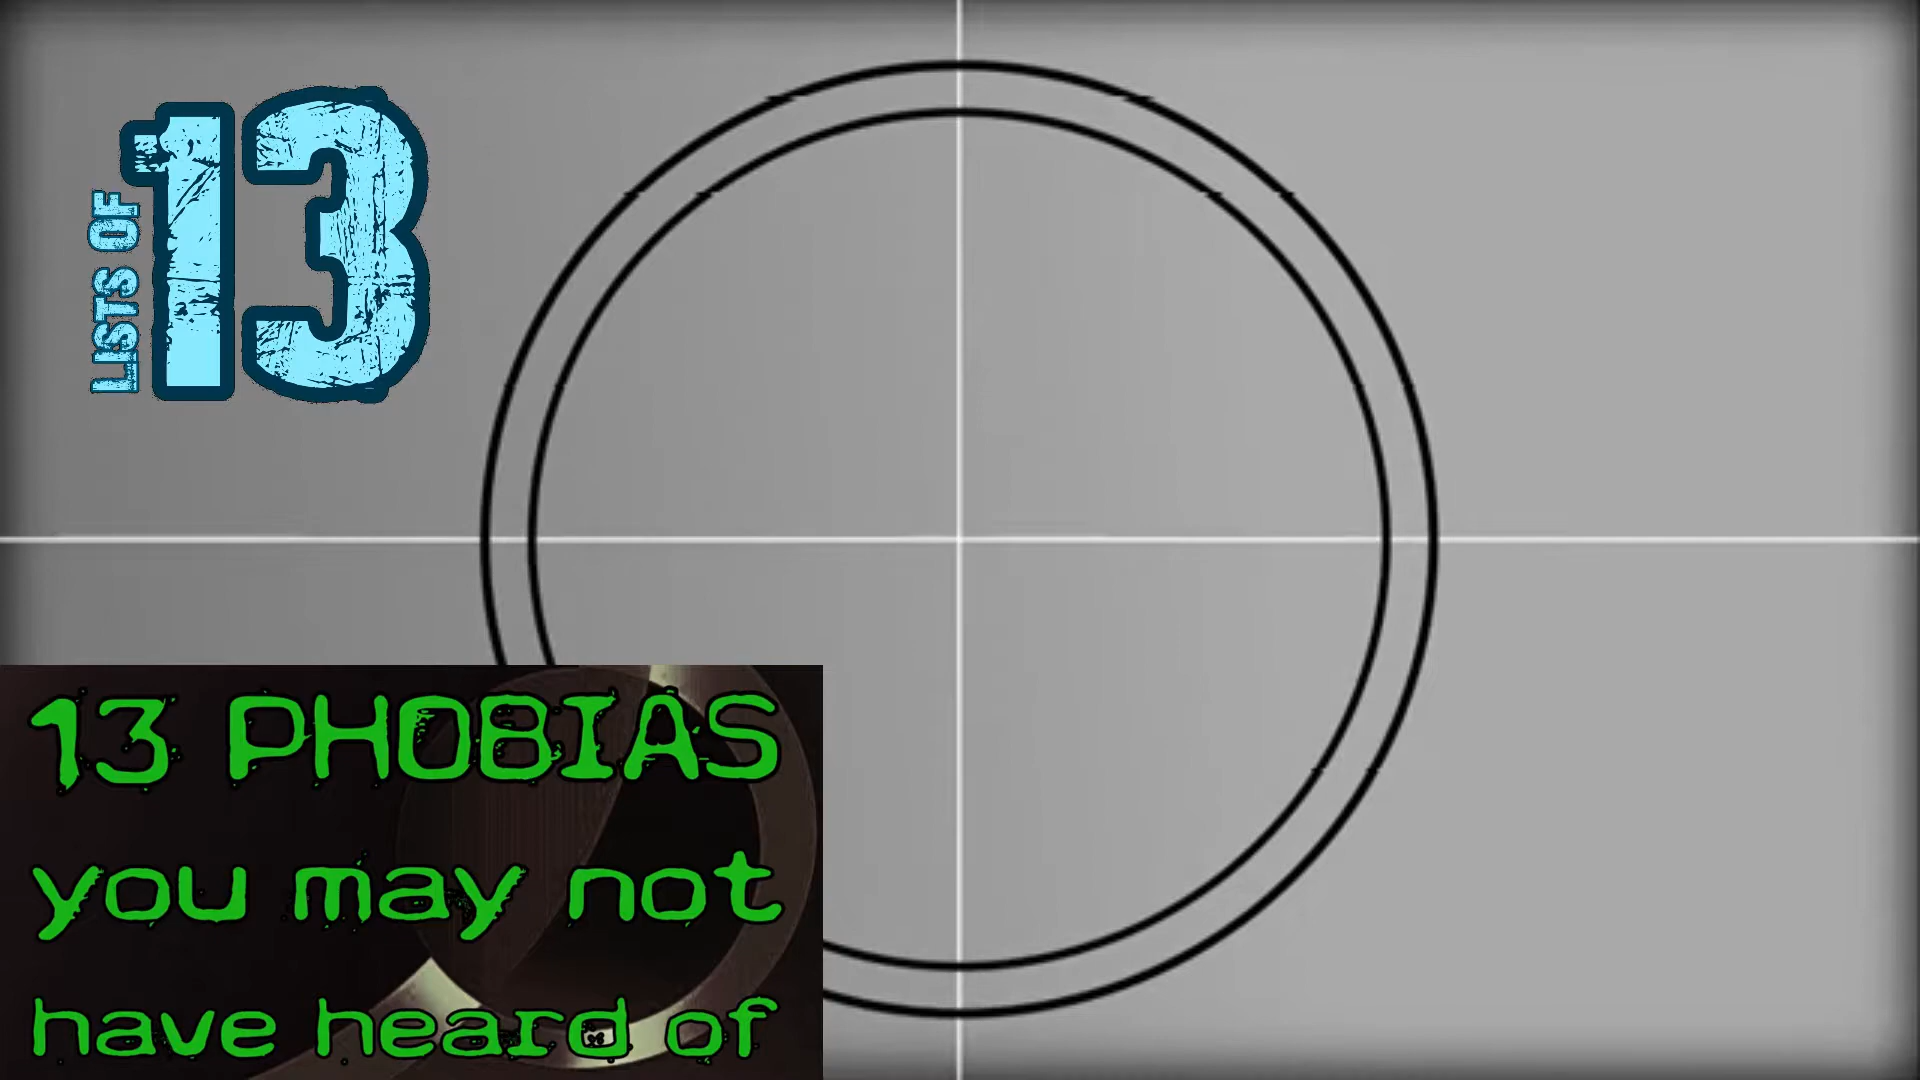 LISTS OF
13
13 PHOBIAS
you may not
have heard of